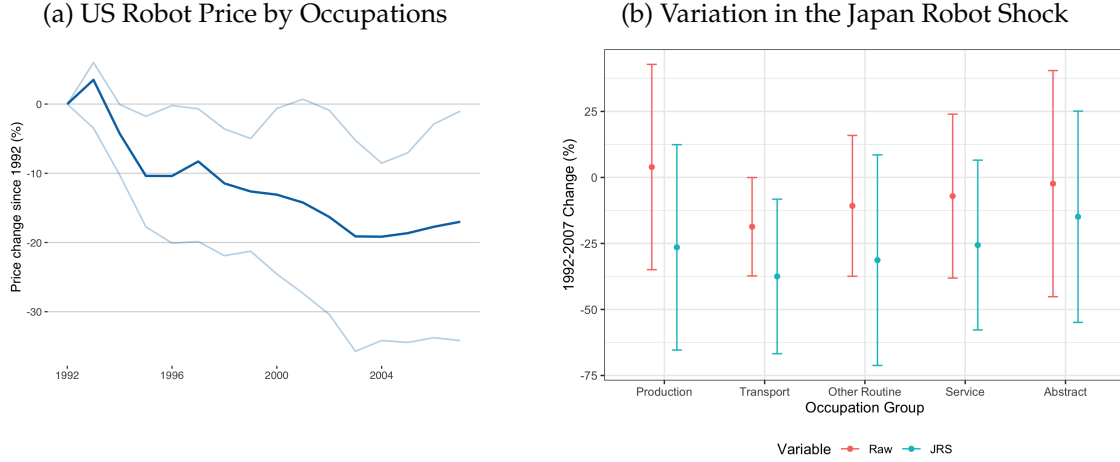 (a) US Robot Price by Occupations
Price change since 1992 (%)
0
-10
-20
-30
1992
1996
2000
2004
(b) Variation in the Japan Robot Shock
1992-2007 Change (%)
25
0
-25
-50
-75
Production
Transport
Other Routine
Service
Abstract
Occupation Group
Variable Raw JRS